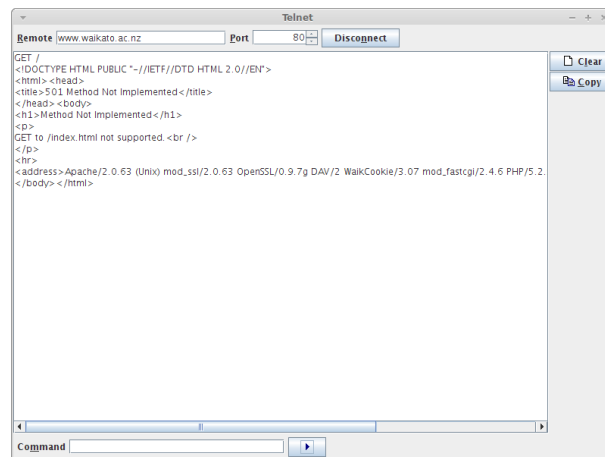 Telnet
Remote www.waikato.ac.nz Port 80 Disconnect
GET /
<!DOCTYPE HTML PUBLIC "-//IETF//DTD HTML 2.0//EN">
<html><head>
<title>501 Method Not Implemented</title>
</head><body>
<h1>Method Not Implemented</h1>
<p>
GET to /index.html not supported.<br />
</p>
<hr>
<address>Apache/2.0.63 (Unix) mod_ssl/2.0.63 OpenSSL/0.9.7g DAV/2 WaikCookie/3.07 mod_fastcgi/2.4.6 PHP/5.2.
</body></html>
Clear
Copy
Command